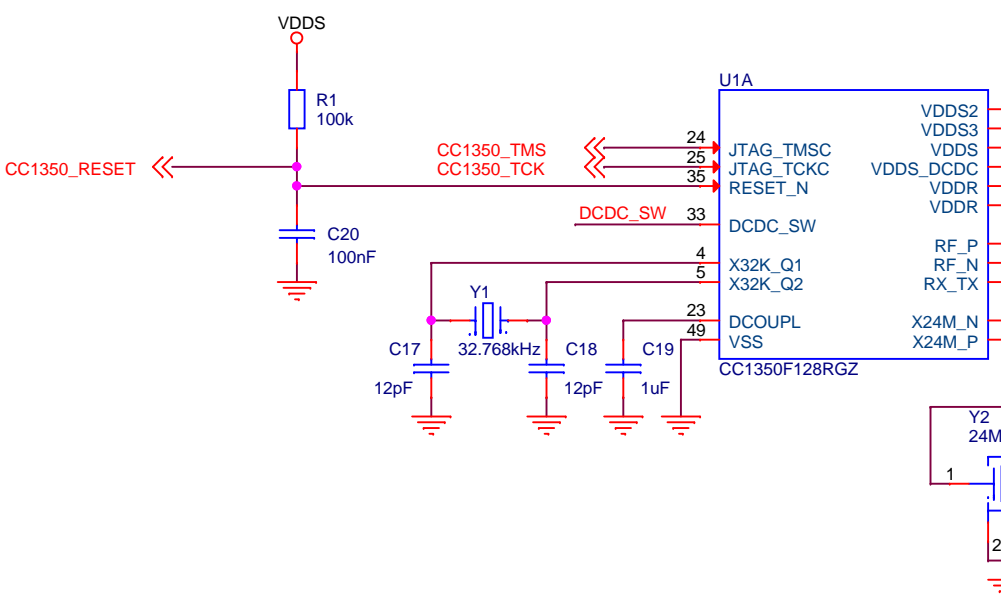 VDDS
R1
100k
CC1350_RESET
C20
100nF
CC1350_TMS
CC1350_TCK
DCDC_SW
24
25
35
33
4
5
23
49
U1A
JTAG_TMSC
JTAG_TCKC
RESET_N
DCDC_SW
X32K_Q1
X32K_Q2
DCOUPL
VSS
VDDS2
VDDS3
VDDS
VDDS_DCDC
VDDR
VDDR
RF_P
RF_N
RX_TX
X24M_N
X24M_P
CC1350F128RGZ
Y1
32.768kHz
C17
12pF
C18
12pF
C19
1uF
Y2
24M
1
2